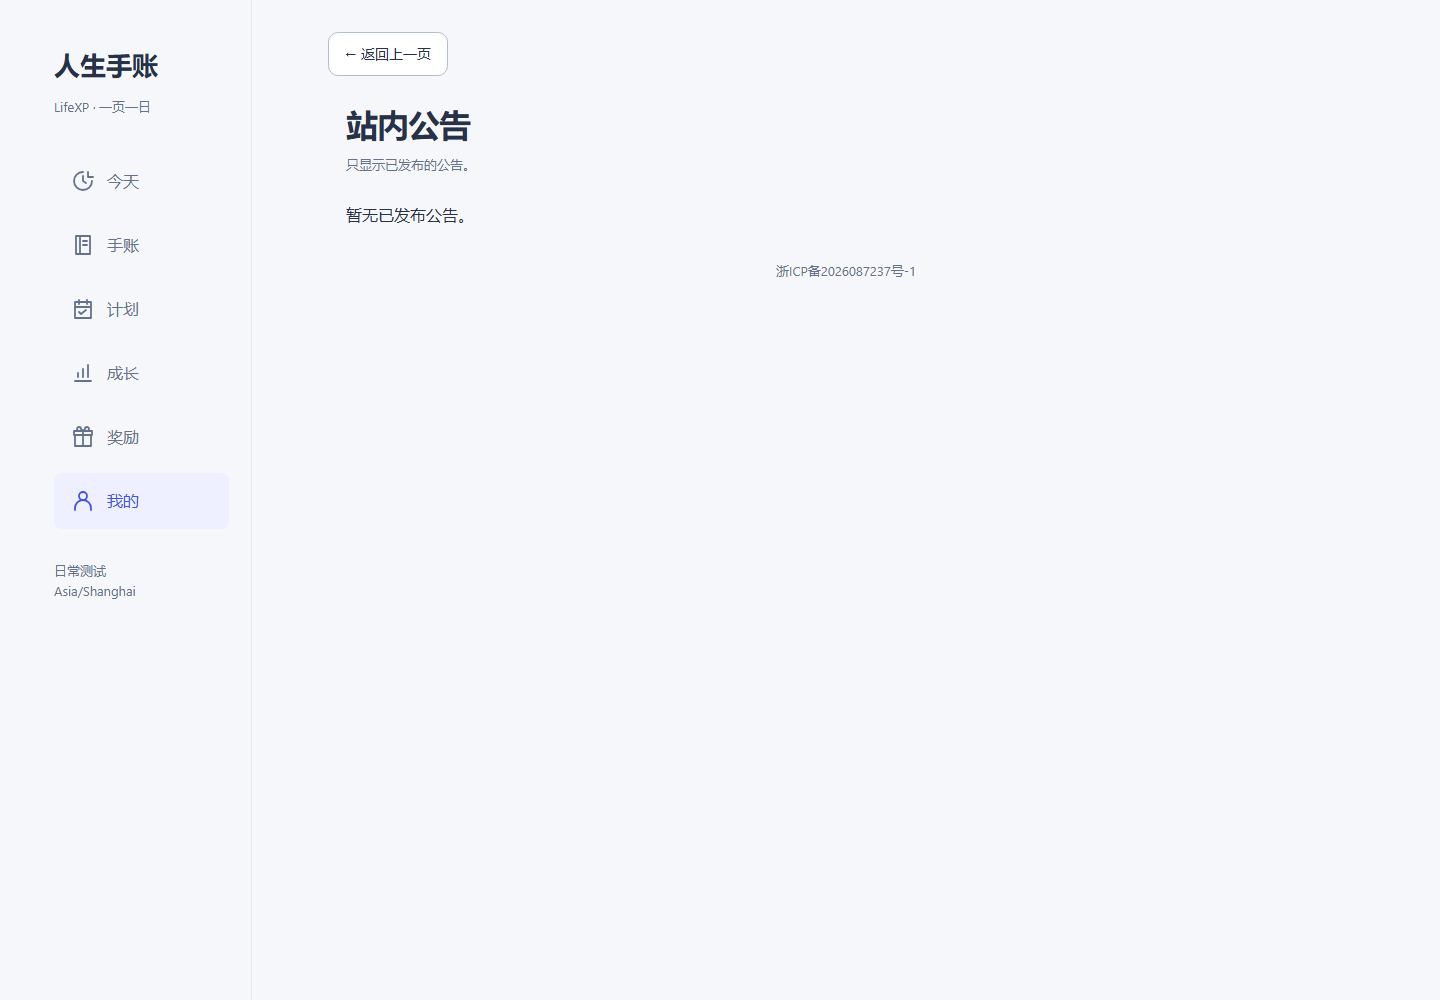 人生手账
LifeXP · 一页一日
今天
手账
计划
成长
奖励
我的
日常测试
Asia/Shanghai
← 返回上一页
站内公告
只显示已发布的公告。
暂无已发布公告。
浙ICP备2026087237号-1